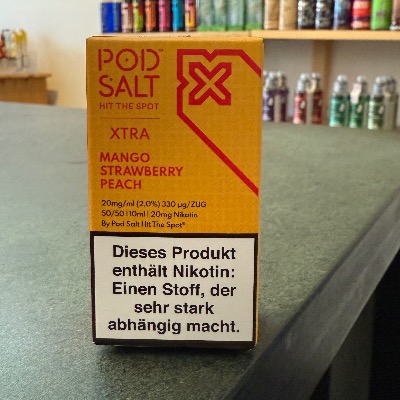 POD™
SALT
HIT THE SPOT
XTRA
MANGO
STRAWBERRY
PEACH
20mg/ml (2,0%) 330 µg/ZUG
50/50 | 10ml | 20mg Nikotin
By Pod Salt Hit The Spot®
Dieses Produkt
enthält Nikotin:
Einen Stoff, der
sehr stark
abhängig macht.